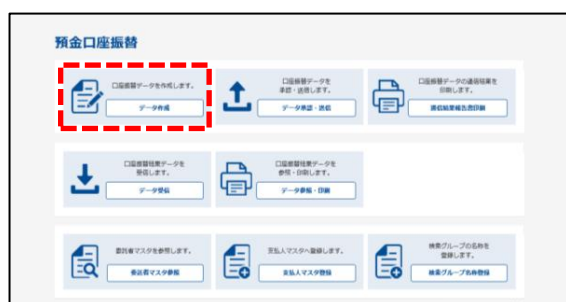 預金口座振替
口座振替データを作成します。
データ作成
口座振替データを
承認・送信します。
データ承認・送信
口座振替データの通信結果を
印刷します。
通信結果報告書印刷
口座振替結果データを
受信します。
データ受信
口座振替結果データを
参照・印刷します。
データ参照・印刷
委託者マスタを参照します。
委託者マスタ参照
支払人マスタへ登録します。
支払人マスタ登録
検索グループの名称を
登録します。
検索グループ名称登録